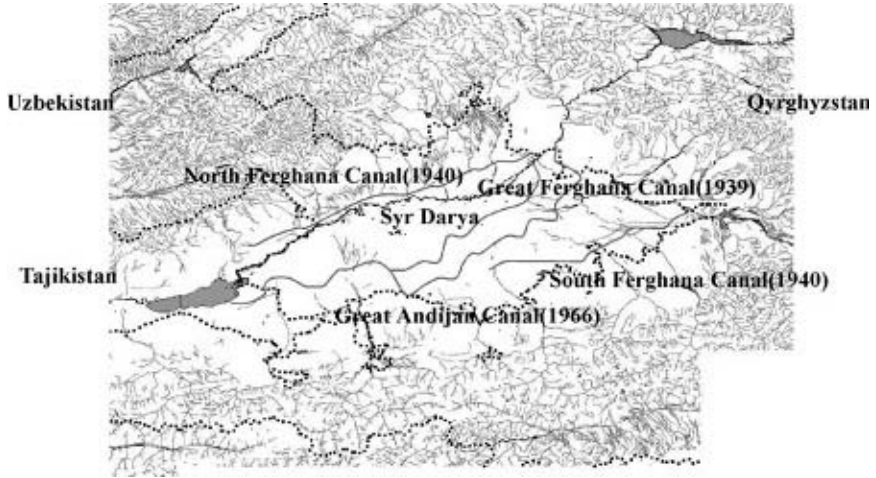 Uzbekistan
Qyrghyzstan
North Ferghana Canal(1940)
Great Ferghana Canal(1939)
Syr Darya
Tajikistan
South Ferghana Canal(1940)
Great Andijan Canal(1966)